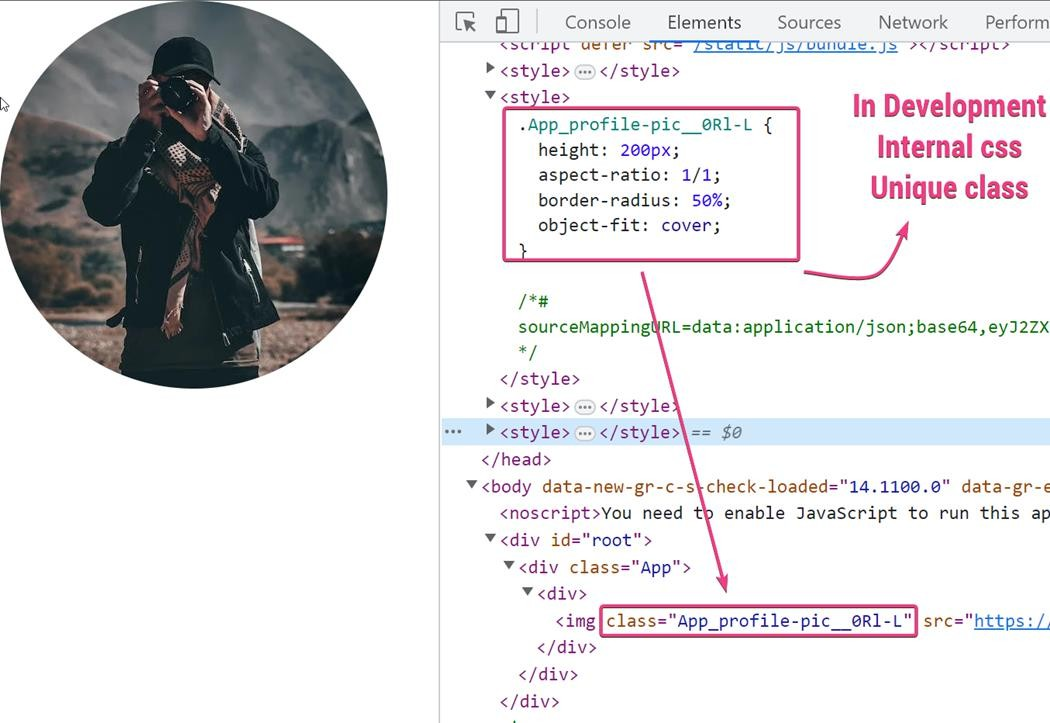 Console Elements Sources Network Perform
<script defer src="/static/js/bundle.js"></script>
<style>…</style>
<style>
.App_profile-pic__0Rl-L {
height: 200px;
aspect-ratio: 1/1;
border-radius: 50%;
object-fit: cover;
}
In Development
Internal css
Unique class
/*#
sourceMappingURL=data:application/json;base64,eyJ2ZX
*/
</style>
<style>…</style>
<style>…</style> == $0
</head>
<body data-new-gr-c-s-check-loaded="14.1100.0" data-gr-e
<noscript>You need to enable JavaScript to run this ap
<div id="root">
<div class="App">
<div>
<img class="App_profile-pic__0Rl-L" src="https:/
</div>
</div>
</div>